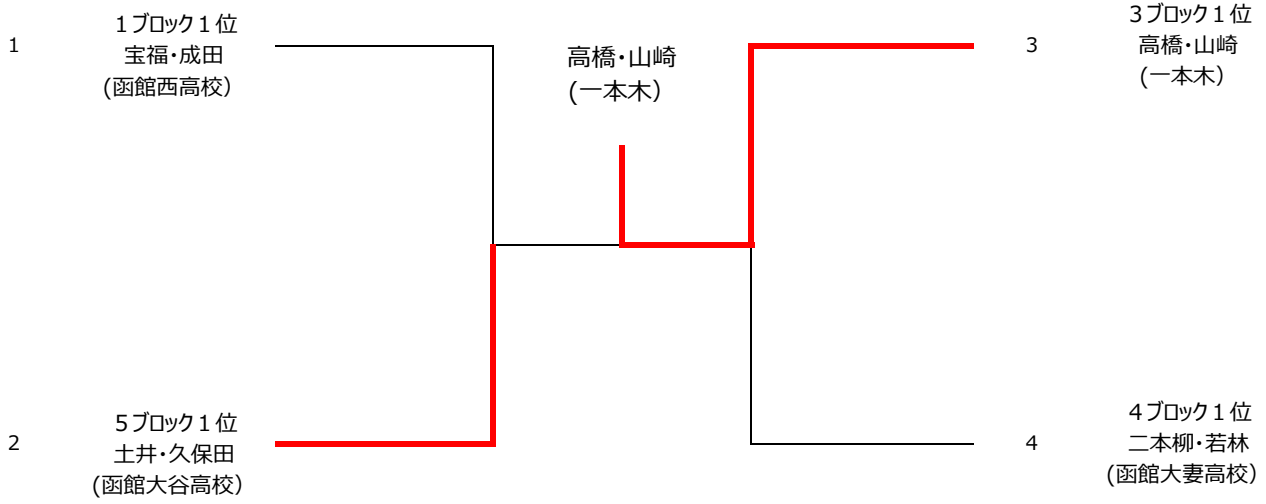 1
1ブロック1位
宝福・成田
(函館西高校)
高橋・山崎
(一本木)
3
3ブロック1位
高橋・山崎
(一本木)
2
5ブロック1位
土井・久保田
(函館大谷高校)
4
4ブロック1位
二本柳・若林
(函館大妻高校)